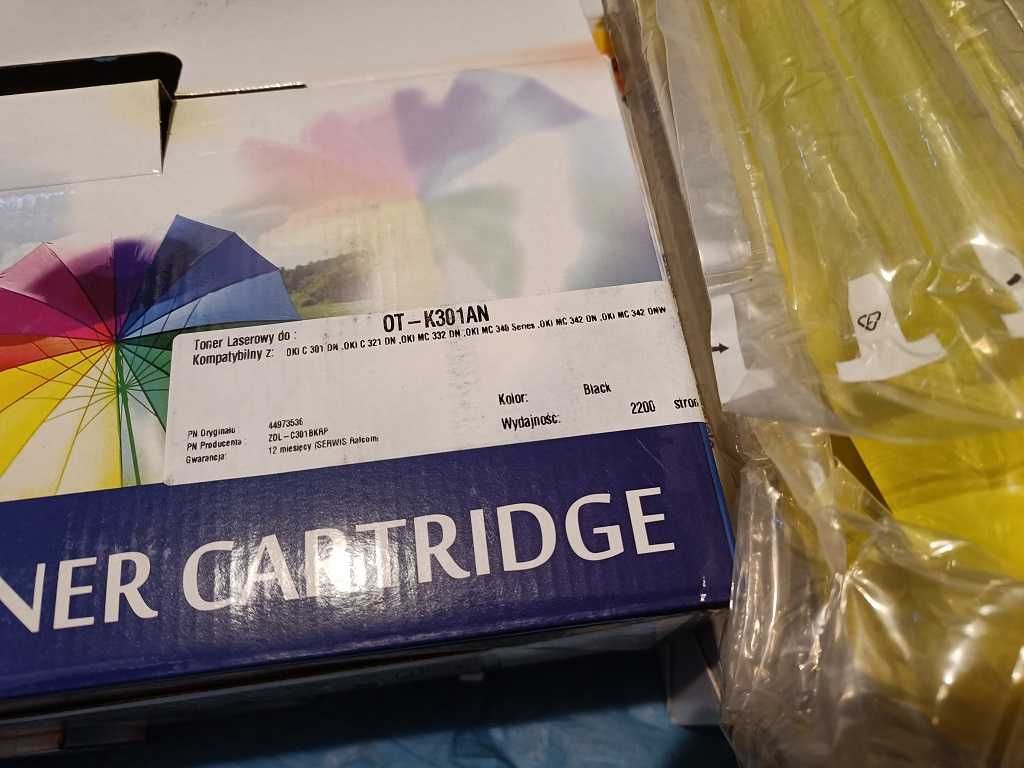 OT-K301AN
Toner Laserowy do :
Kompatybilny z: OKI C 301 DN ,OKI C 321 DN ,OKI MC 332 DN ,OKI MC 340 Series ,OKI MC 342 DN ,OKI MC 342 DNW
Kolor: Black
Wydajność: 2200 stron
PN Oryginału : 44973536
PN Producenta : ZDL-C301BKRP
Gwarancja: 12 miesięcy (SERWIS Ralcom)
NER CARTRIDGE